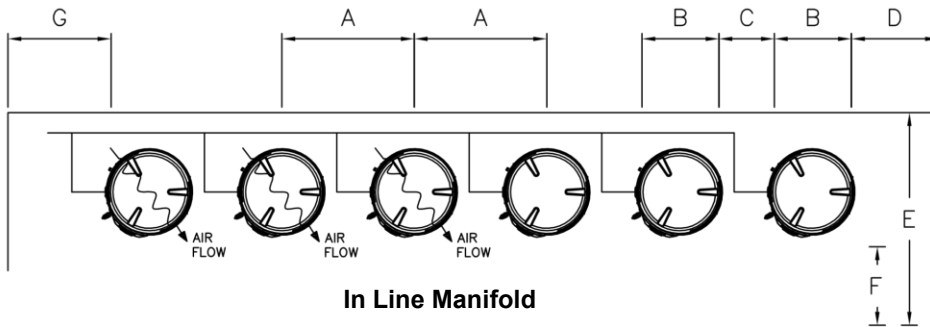 G A A B C B D
E
F
AIR FLOW AIR FLOW AIR FLOW
In Line Manifold